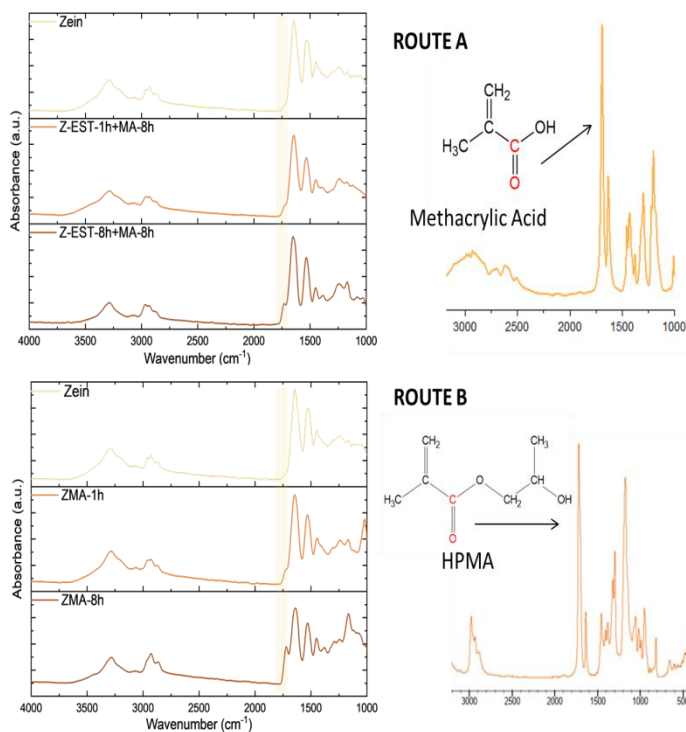 Zein
Z-EST-1h+MA-8h
Z-EST-8h+MA-8h
Absorbance (a.u.)
4000 3500 3000 2500 2000 1500 1000
Wavenumber (cm⁻¹)
ROUTE A
CH₂
OH
H₃C
C
O
Methacrylic Acid
3000 2500 2000 1500 1000
Zein
ZMA-1h
ZMA-8h
Absorbance (a.u.)
4000 3500 3000 2500 2000 1500 1000
Wavenumber (cm⁻¹)
ROUTE B
CH₂ CH₃
O CH
H₃C C CH₂ OH
O
HPMA
3000 2500 2000 1500 1000 500